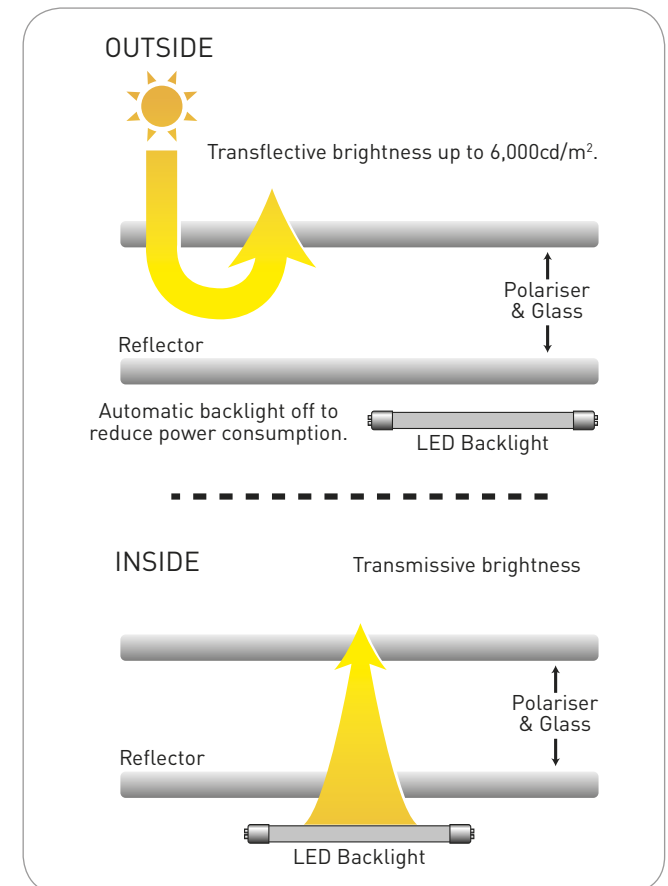 OUTSIDE
Transflective brightness up to 6,000cd/m².
Polariser
& Glass
Reflector
Automatic backlight off to
reduce power consumption.
LED Backlight
INSIDE
Transmissive brightness
Polariser
& Glass
Reflector
LED Backlight